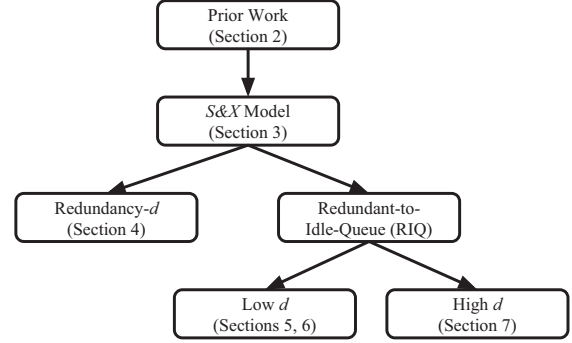 Prior Work
(Section 2)
S&X Model
(Section 3)
Redundancy-d
(Section 4)
Redundant-to-
Idle-Queue (RIQ)
Low d
(Sections 5, 6)
High d
(Section 7)